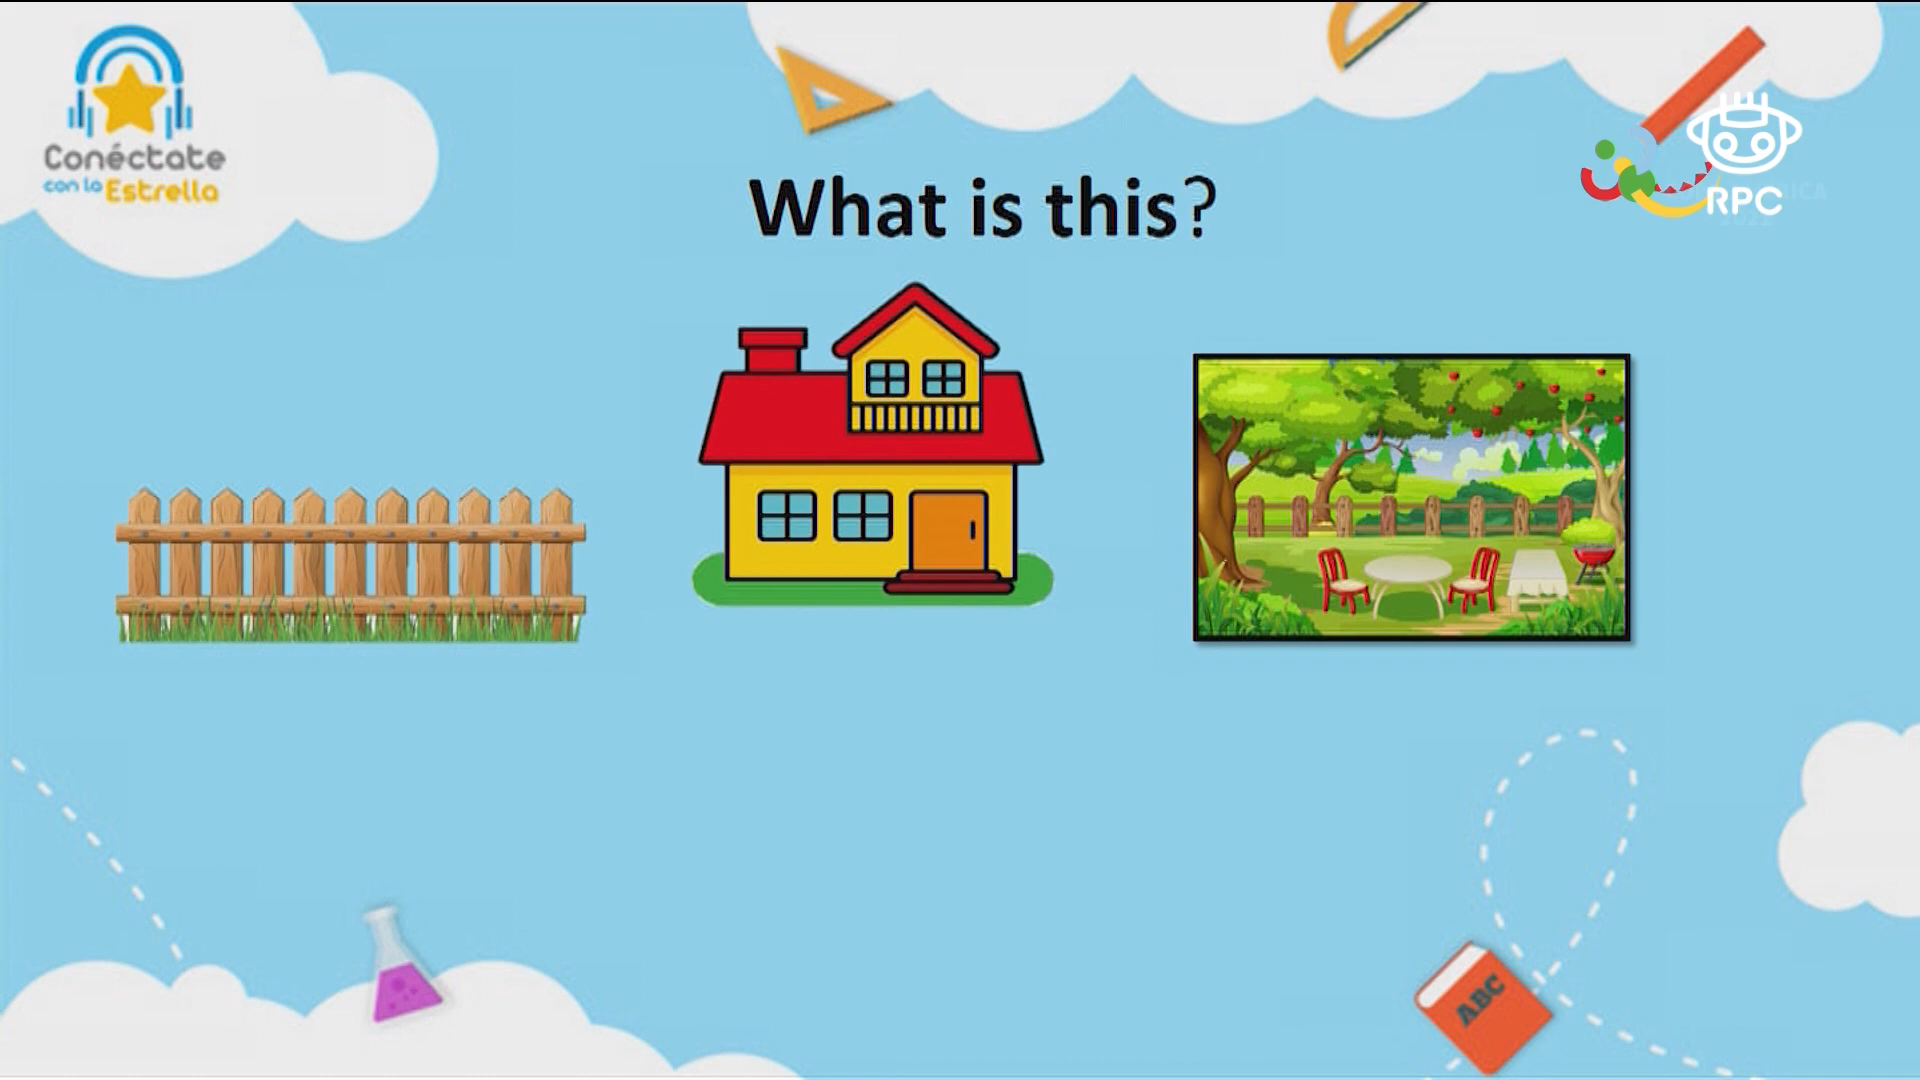 Conéctate
con la Estrella
What is this?
RPC
ABC